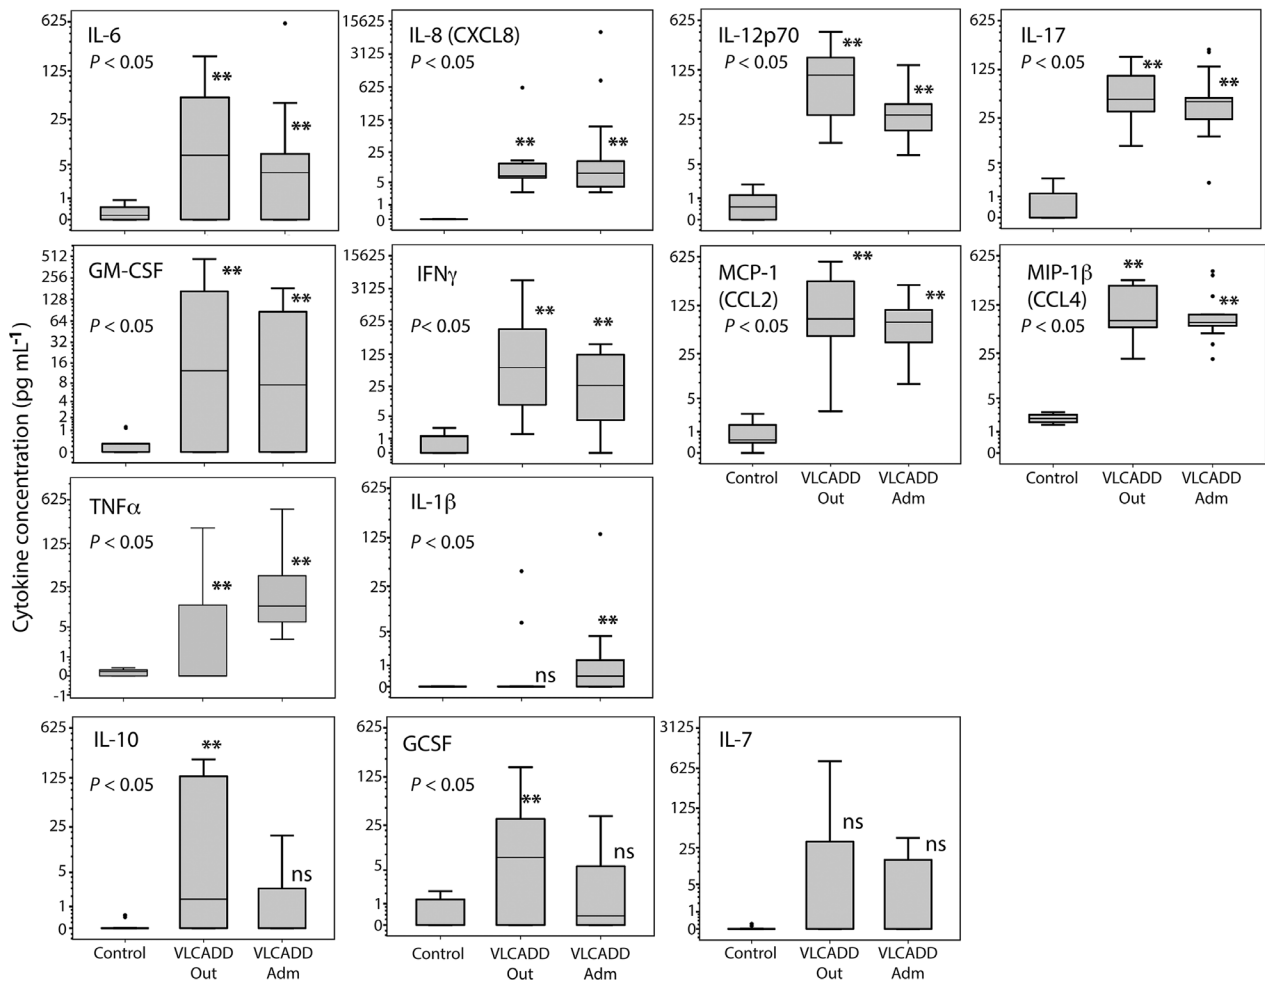 Cytokine concentration (pg mL-1)
IL-6
P < 0.05
625
125
25
5
1
0
**
**
IL-8 (CXCL8)
P < 0.05
15625
3125
625
125
25
5
1
0
**
**
IL-12p70
P < 0.05
625
125
25
5
1
0
**
**
IL-17
P < 0.05
625
125
25
5
1
0
**
**
GM-CSF
P < 0.05
512
256
128
64
32
16
8
4
2
1
0
**
**
IFNγ
P< 0.05
15625
3125
625
125
25
5
1
0
**
**
MCP-1
(CCL2)
P < 0.05
625
125
25
5
1
0
**
**
Control
VLCADD
Out
VLCADD
Adm
MIP-1β
(CCL4)
P < 0.05
625
125
25
5
1
0
**
**
Control
VLCADD
Out
VLCADD
Adm
TNFα
P < 0.05
625
125
25
5
1
0
-1
**
**
IL-1β
P < 0.05
625
125
25
5
1
0
ns
**
IL-10
P < 0.05
625
125
25
5
1
0
**
ns
Control
VLCADD
Out
VLCADD
Adm
GCSF
P < 0.05
625
125
25
5
1
0
**
ns
Control
VLCADD
Out
VLCADD
Adm
IL-7
3125
625
125
25
5
1
0
ns
ns
Control
VLCADD
Out
VLCADD
Adm